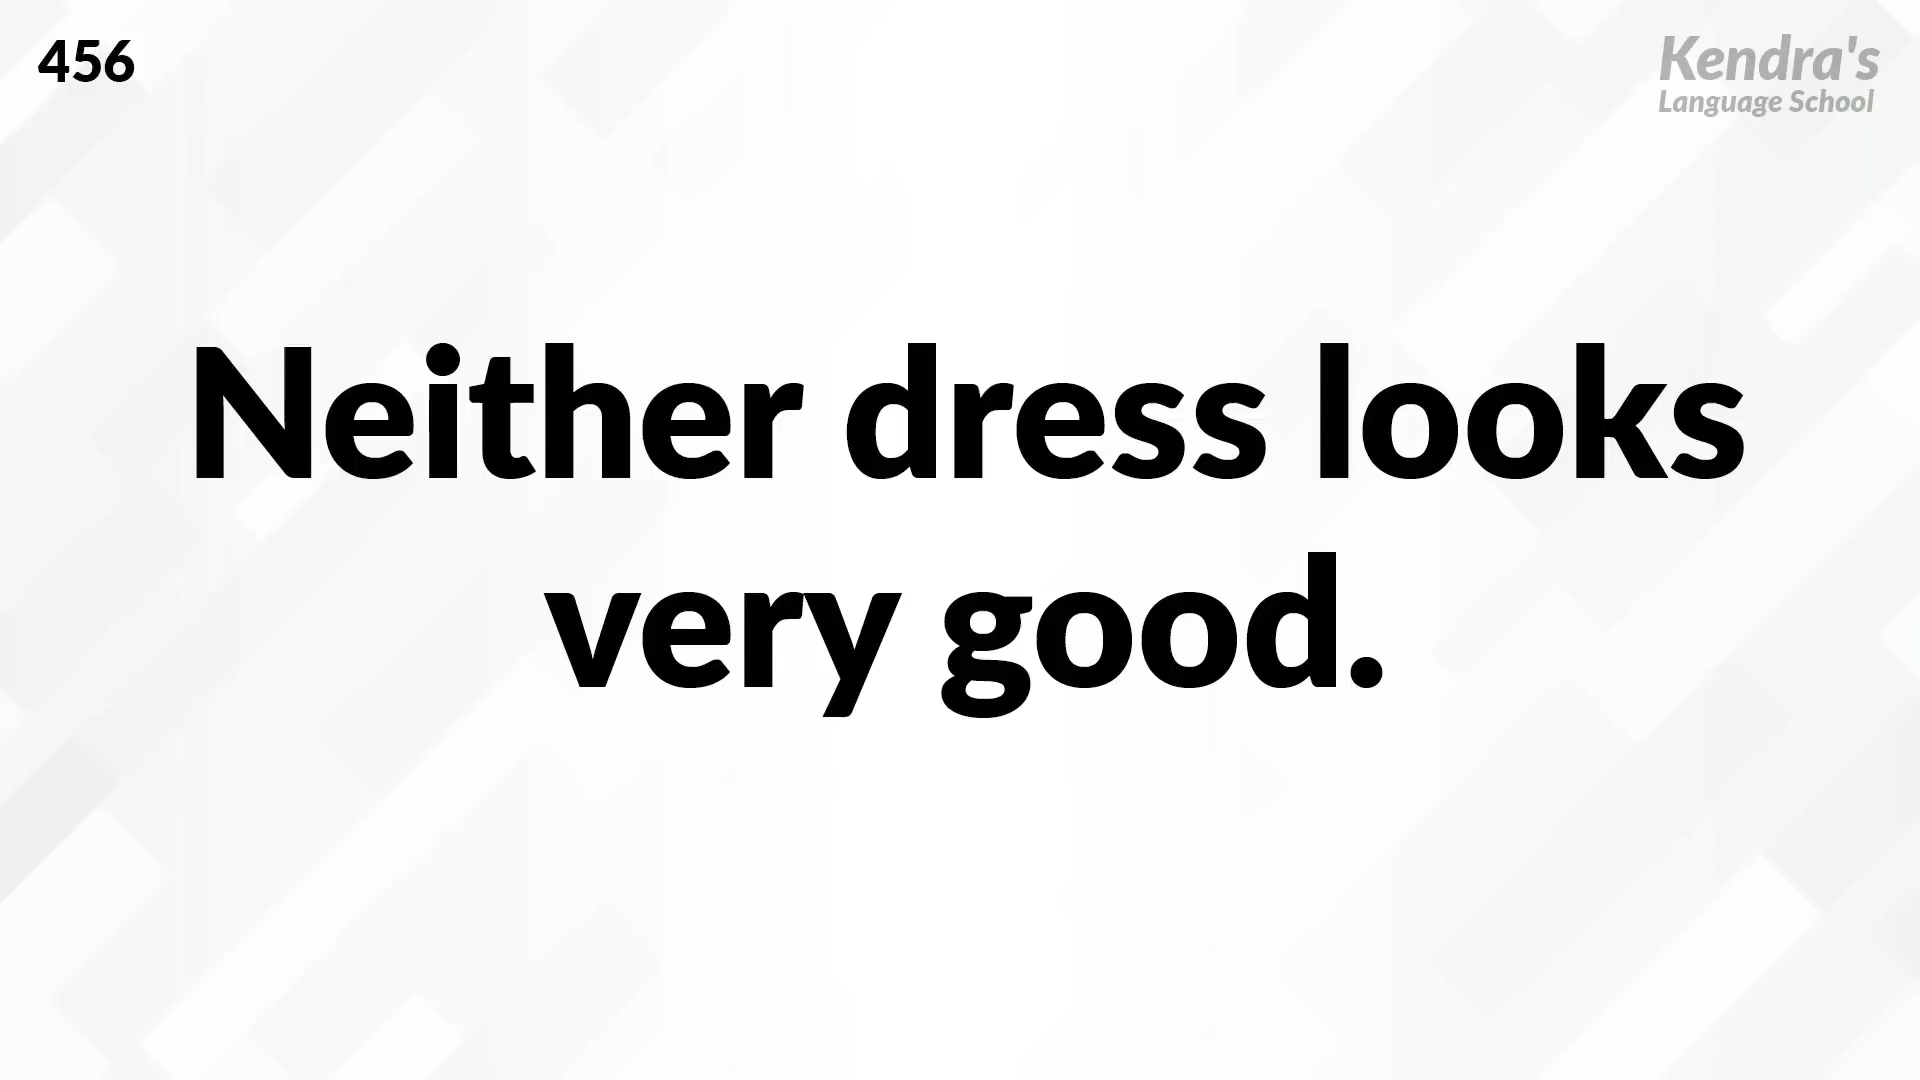 456
Kendra's
Language School
Neither dress looks
very good.